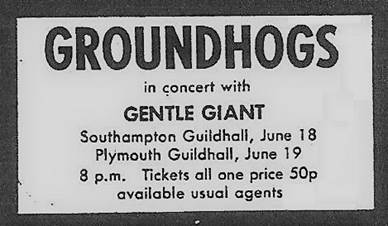 GROUNDHOGS
in concert with
GENTLE GIANT
Southampton Guildhall, June 18
Plymouth Guildhall, June 19
8 p.m. Tickets all one price 50p
available usual agents